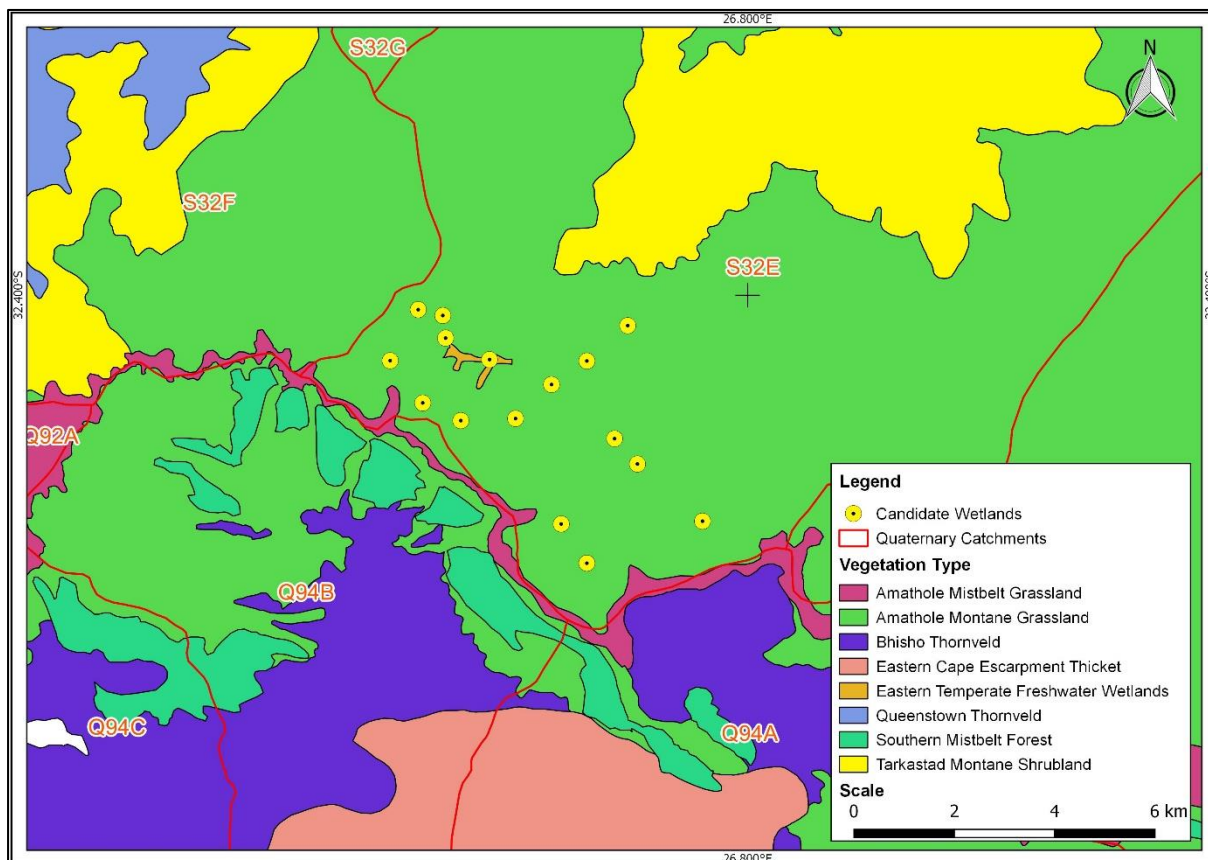 26.800°E
S32G
N
S32F
32.400°S
S32E
32.400°S
Q92A
Q94B
Q94C
Q94A
Legend
Candidate Wetlands
Quaternary Catchments
Vegetation Type
Amathole Mistbelt Grassland
Amathole Montane Grassland
Bhisho Thornveld
Eastern Cape Escarpment Thicket
Eastern Temperate Freshwater Wetlands
Queenstown Thornveld
Southern Mistbelt Forest
Tarkastad Montane Shrubland
Scale
0 2 4 6 km
26.800°E